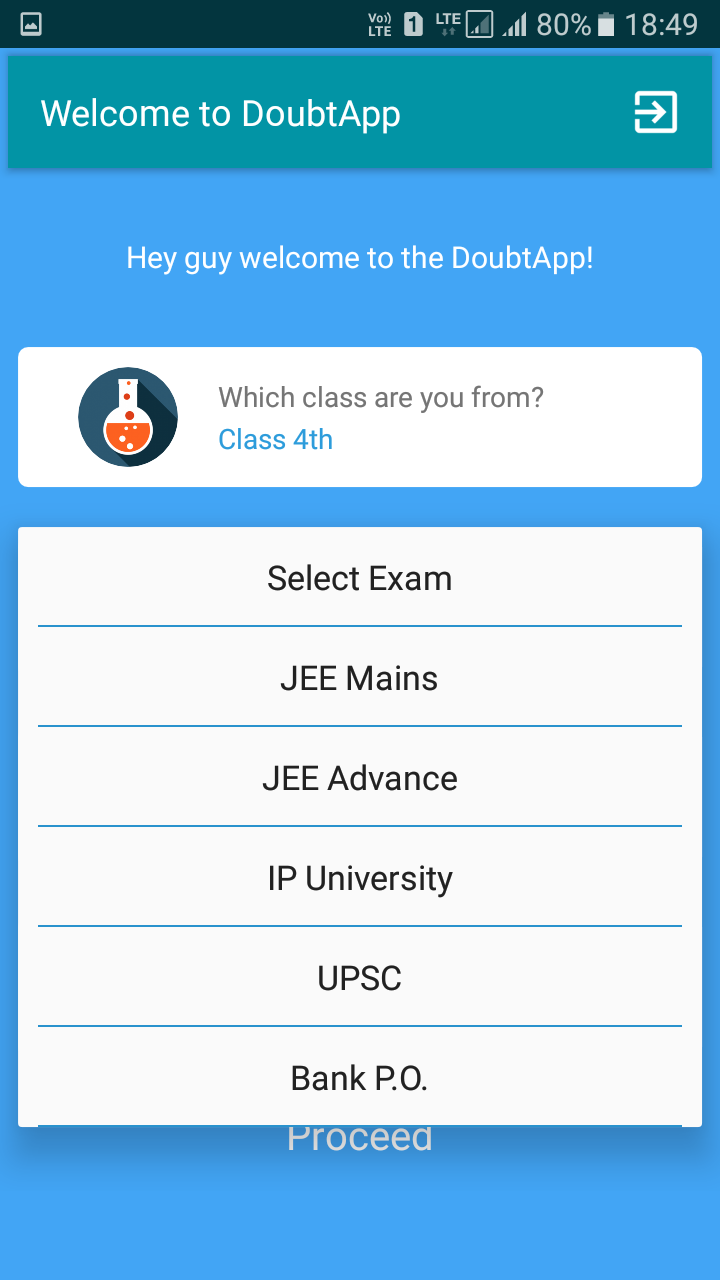 Vo))
LTE
1
LTE
80%
18:49
Welcome to DoubtApp
Hey guy welcome to the DoubtApp!
Which class are you from?
Class 4th
Select Exam
JEE Mains
JEE Advance
IP University
UPSC
Bank P.O.
Proceed